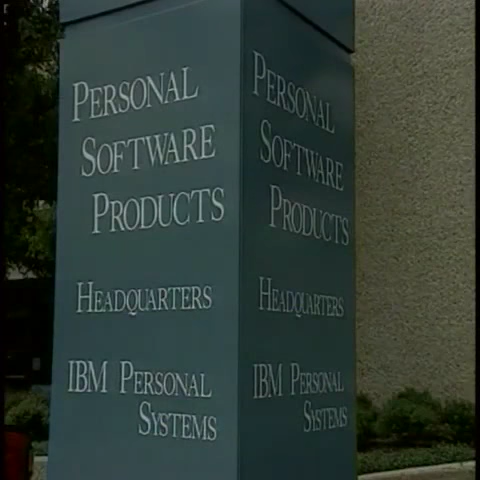 Personal
Software
Products
Headquarters
IBM Personal
Systems
Personal
Software
Products
Headquarters
IBM Personal
Systems